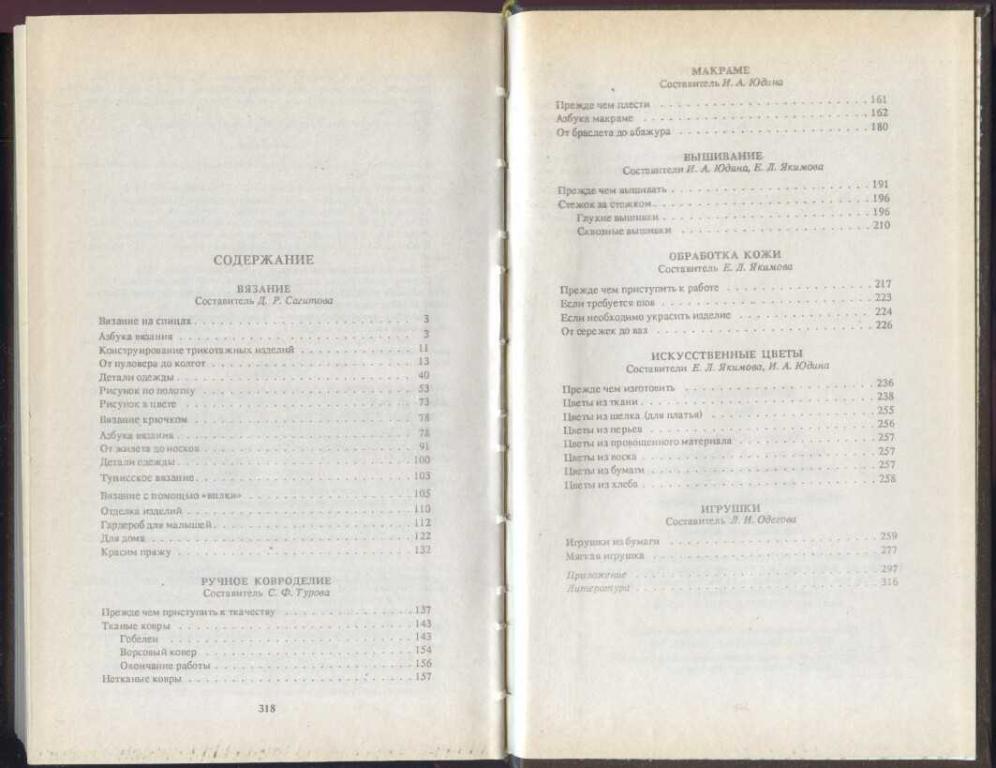 СОДЕРЖАНИЕ
ВЯЗАНИЕ
Составитель Д. Р. Сагитова
Вязание на спицах . . . 3
Азбука вязания . . . 3
Конструирование трикотажных изделий . . . 11
От пуловера до колгот . . . 13
Детали одежды . . . 40
Рисунок по полотну . . . 53
Рисунок в цвете . . . 73
Вязание крючком . . . 78
Азбука вязания . . . 78
От жилета до носков . . . 91
Детали одежды . . . 100
Тунисское вязание . . . 103
Вязание с помощью «вилки» . . . 105
Отделка изделий . . . 110
Гардероб для малышей . . . 112
Для дома . . . 122
Красим пряжу . . . 132
РУЧНОЕ КОВРОДЕЛИЕ
Составитель С. Ф. Турова
Прежде чем приступить к ткачеству . . . 137
Тканые ковры . . . 143
Гобелен . . . 143
Ворсовый ковер . . . 154
Окончание работы . . . 156
Нетканые ковры . . . 157
318
МАКРАМЕ
Составитель И. А. Юдина
Прежде чем плести . . . 161
Азбука макраме . . . 162
От браслета до абажура . . . 180
ВЫШИВАНИЕ
Составители И. А. Юдина, Е. Л. Якимова
Прежде чем вышивать . . . 191
Стежок за стежком . . . 196
Глухие вышивки . . . 196
Сквозные вышивки . . . 210
ОБРАБОТКА КОЖИ
Составитель Е. Л. Якимова
Прежде чем приступить к работе . . . 217
Если требуется шов . . . 223
Если необходимо украсить изделие . . . 224
От сережек до ваз . . . 226
ИСКУССТВЕННЫЕ ЦВЕТЫ
Составители Е. Л. Якимова, И. А. Юдина
Прежде чем изготовить . . . 236
Цветы из ткани . . . 238
Цветы из шелка (для платья) . . . 255
Цветы из перьев . . . 256
Цветы из провощенного материала . . . 257
Цветы из воска . . . 257
Цветы из бумаги . . . 257
Цветы из хлеба . . . 258
ИГРУШКИ
Составитель Л. И. Одегова
Игрушки из бумаги . . . 259
Мягкая игрушка . . . 277
Приложение . . . 297
Литература . . . 316